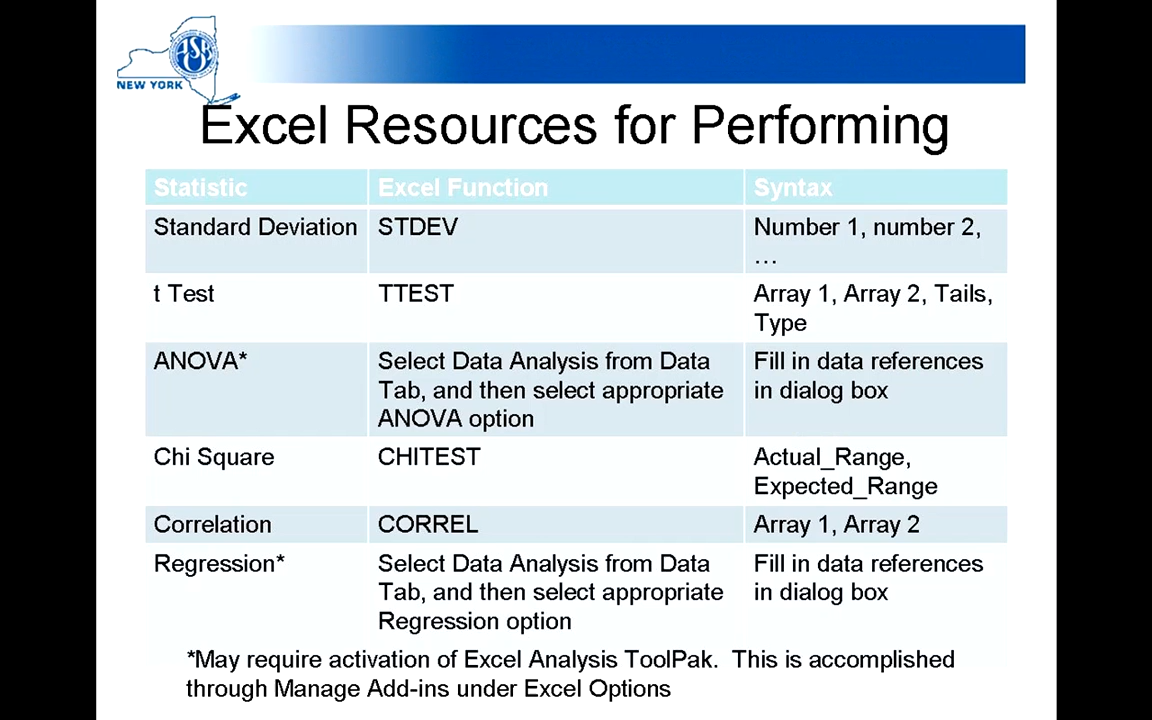 NEW YORK
Excel Resources for Performing
Statistic Excel Function Syntax
Standard Deviation STDEV Number 1, number 2,
…
t Test TTEST Array 1, Array 2, Tails,
Type
ANOVA* Select Data Analysis from Data Fill in data references
Tab, and then select appropriate in dialog box
ANOVA option
Chi Square CHITEST Actual_Range,
Expected_Range
Correlation CORREL Array 1, Array 2
Regression* Select Data Analysis from Data Fill in data references
Tab, and then select appropriate in dialog box
Regression option
*May require activation of Excel Analysis ToolPak. This is accomplished
through Manage Add-ins under Excel Options